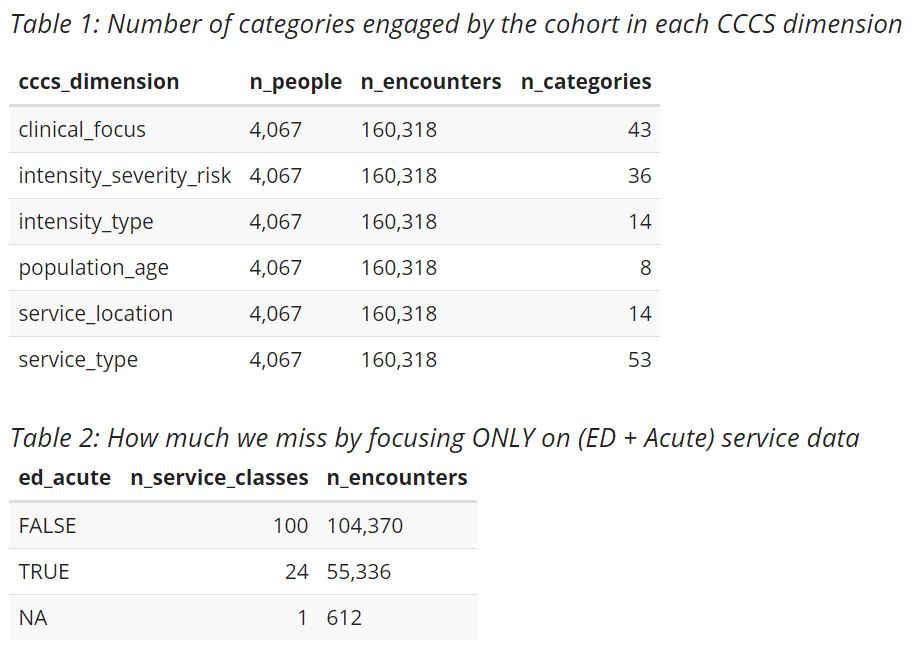 Table 1: Number of categories engaged by the cohort in each CCCS dimension
cccs_dimension n_people n_encounters n_categories
clinical_focus 4,067 160,318 43
intensity_severity_risk 4,067 160,318 36
intensity_type 4,067 160,318 14
population_age 4,067 160,318 8
service_location 4,067 160,318 14
service_type 4,067 160,318 53
Table 2: How much we miss by focusing ONLY on (ED + Acute) service data
ed_acute n_service_classes n_encounters
FALSE 100 104,370
TRUE 24 55,336
NA 1 612